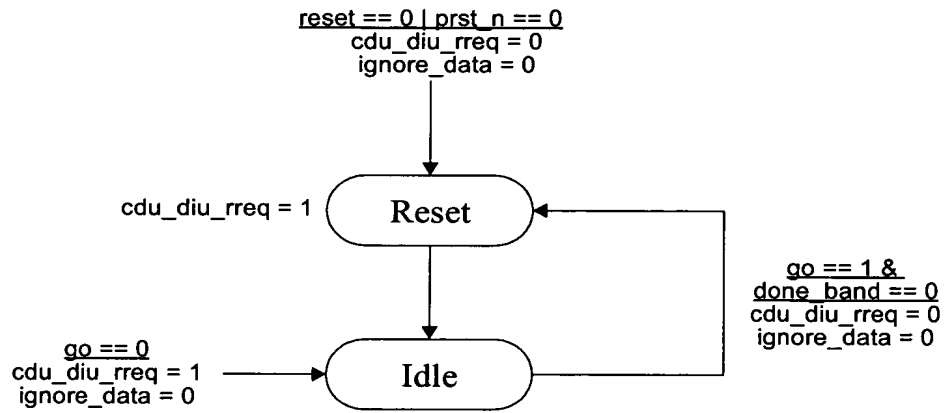 reset == 0 | prst_n == 0
cdu_diu_rreq = 0
ignore_data = 0
cdu_diu_rreq = 1
Reset
go == 1 &
done_band == 0
cdu_diu_rreq = 0
ignore_data = 0
go == 0
cdu_diu_rreq = 1
ignore_data = 0
Idle